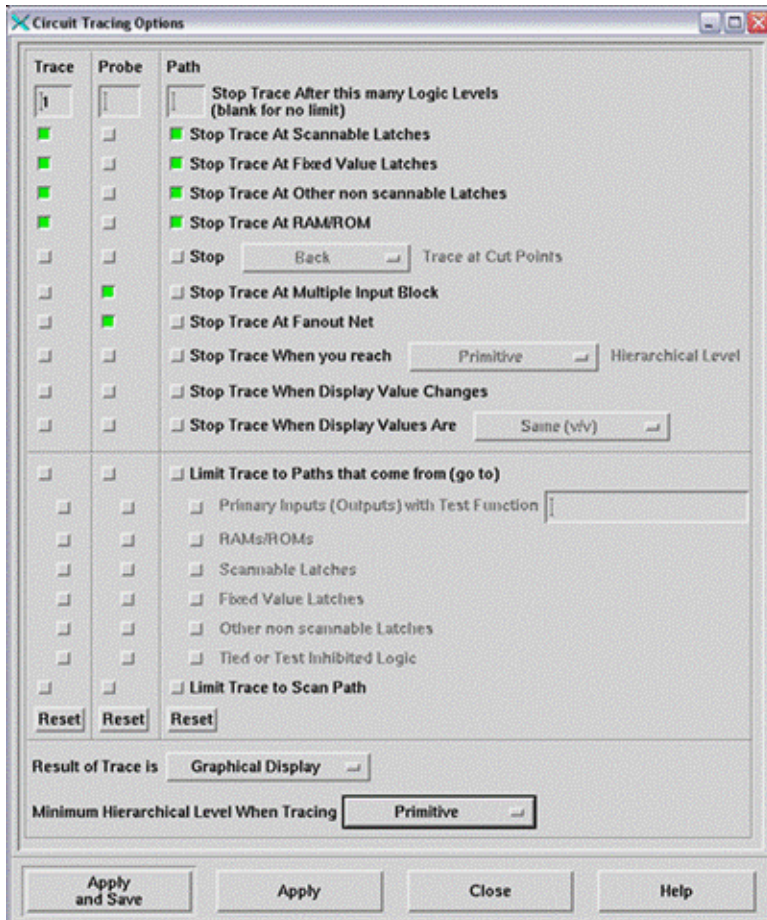 Circuit Tracing Options
Trace Probe Path
1 Stop Trace After this many Logic Levels
(blank for no limit)
Stop Trace At Scannable Latches
Stop Trace At Fixed Value Latches
Stop Trace At Other non scannable Latches
Stop Trace At RAM/ROM
Stop Back Trace at Cut Points
Stop Trace At Multiple Input Block
Stop Trace At Fanout Net
Stop Trace When you reach Primitive Hierarchical Level
Stop Trace When Display Value Changes
Stop Trace When Display Values Are Same (v/v)
Limit Trace to Paths that come from (go to)
Primary Inputs (Outputs) with Test Function
RAMs/ROMs
Scannable Latches
Fixed Value Latches
Other non scannable Latches
Tied or Test Inhibited Logic
Limit Trace to Scan Path
Reset Reset Reset
Result of Trace is Graphical Display
Minimum Hierarchical Level When Tracing Primitive
Apply and Save Apply Close Help